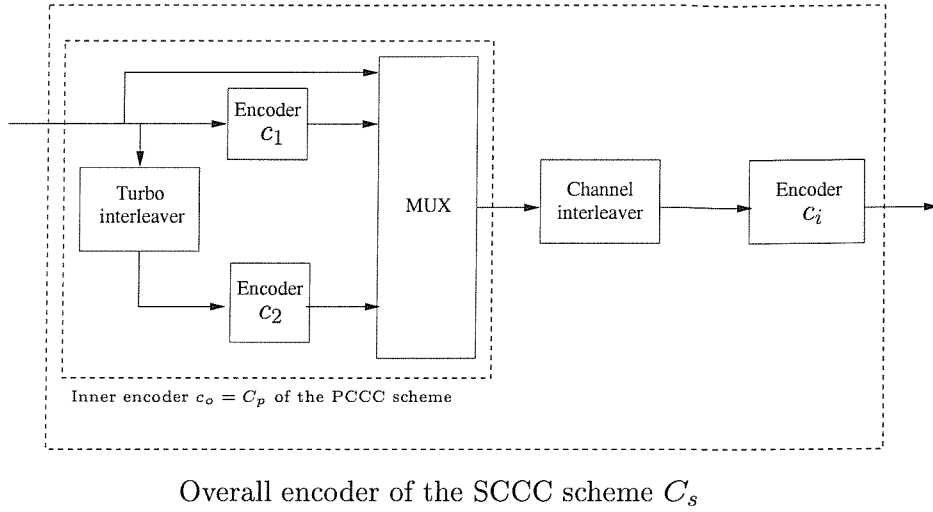 Encoder
c₁
Turbo
interleaver
MUX
Channel
interleaver
Encoder
cᵢ
Encoder
c₂
Inner encoder cₒ = Cₚ of the PCCC scheme
Overall encoder of the SCCC scheme Cₛ